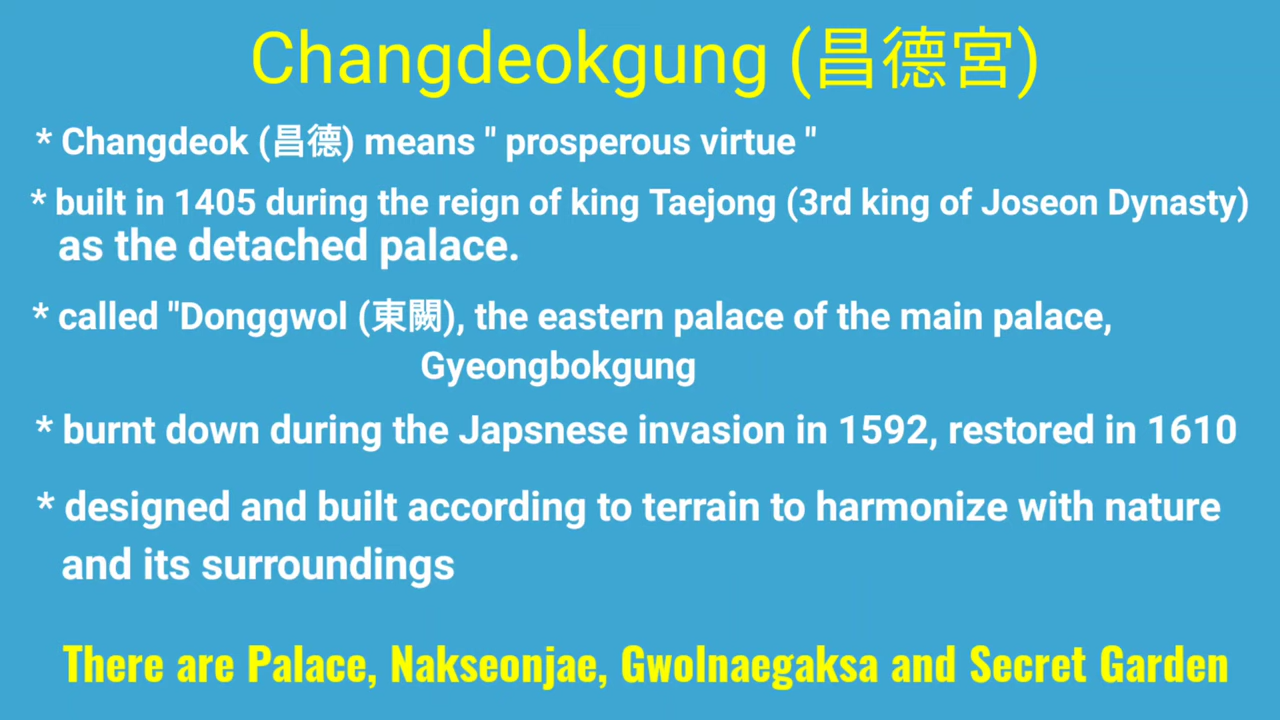 Changdeokgung (昌德宮)
* Changdeok (昌德) means " prosperous virtue "
* built in 1405 during the reign of king Taejong (3rd king of Joseon Dynasty)
as the detached palace.
* called "Donggwol (東闕), the eastern palace of the main palace,
Gyeongbokgung
* burnt down during the Japsnese invasion in 1592, restored in 1610
* designed and built according to terrain to harmonize with nature
and its surroundings
There are Palace, Nakseonjae, Gwolnaegaksa and Secret Garden